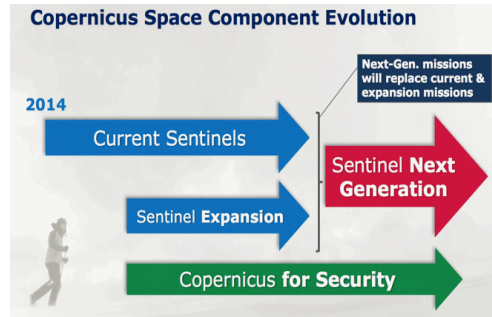 Copernicus Space Component Evolution
Next-Gen. missions
will replace current &
expansion missions
2014
Current Sentinels
Sentinel Next
Generation
Sentinel Expansion
Copernicus for Security